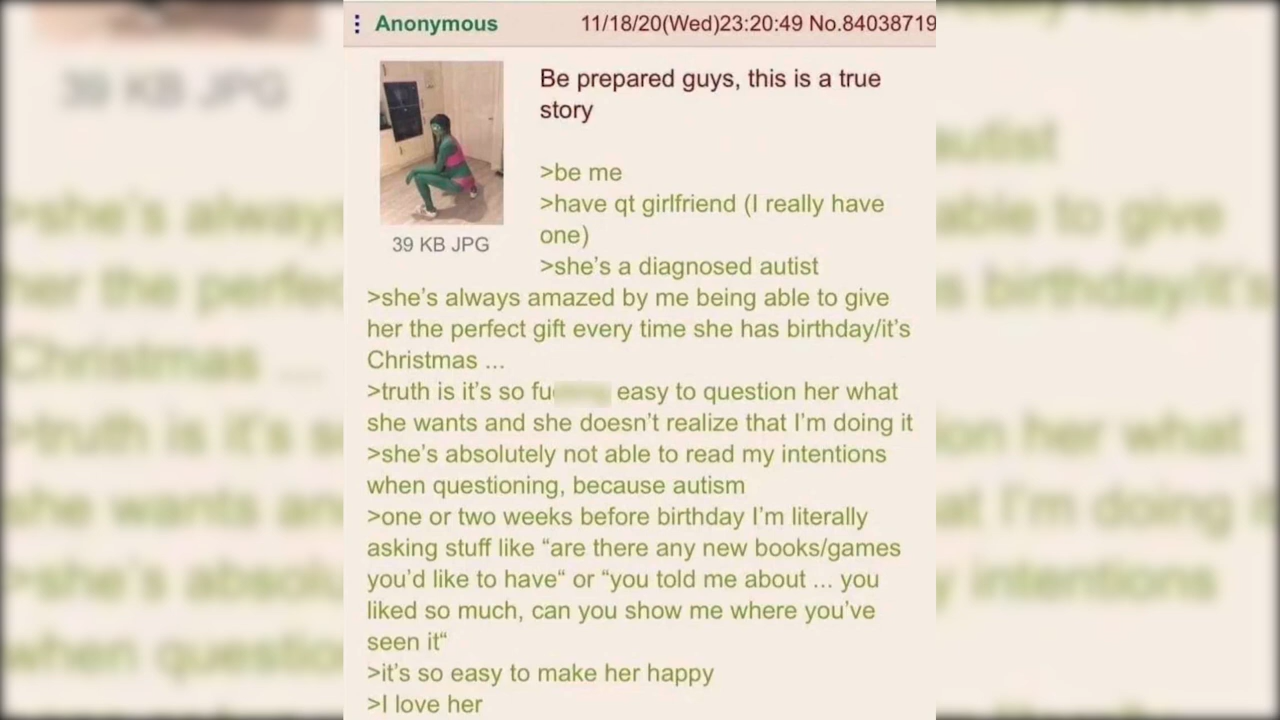 Anonymous 11/18/20(Wed)23:20:49 No.84038719
Be prepared guys, this is a true
story
>be me
>have qt girlfriend (I really have
one)
39 KB JPG
>she's a diagnosed autist
>she's always amazed by me being able to give
her the perfect gift every time she has birthday/it's
Christmas ...
>truth is it's so fu easy to question her what
she wants and she doesn't realize that I'm doing it
>she's absolutely not able to read my intentions
when questioning, because autism
>one or two weeks before birthday I'm literally
asking stuff like “are there any new books/games
you'd like to have“ or “you told me about ... you
liked so much, can you show me where you've
seen it“
>it's so easy to make her happy
>I love her